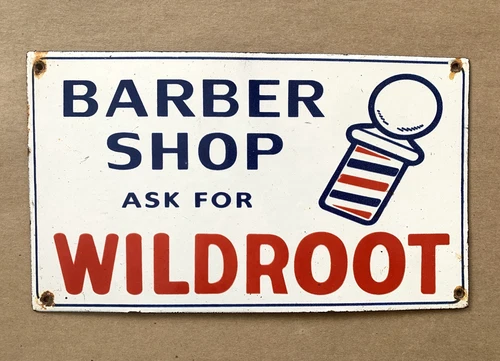 BARBER
SHOP
ASK FOR
WILDROOT